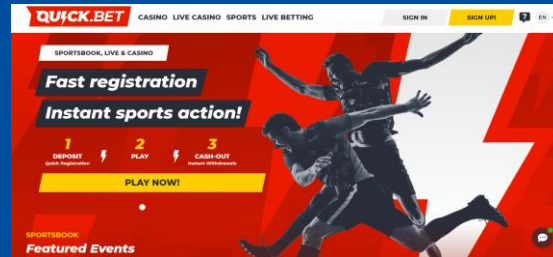 QUICK.BET
CASINO LIVE CASINO SPORTS LIVE BETTING
SIGN IN
SIGN UP!
?
EN
SPORTSBOOK, LIVE & CASINO
Fast registration
Instant sports action!
1 2 3
DEPOSIT PLAY CASH-OUT
Quick Registration Instant Withdrawals
PLAY NOW!
SPORTSBOOK
Featured Events